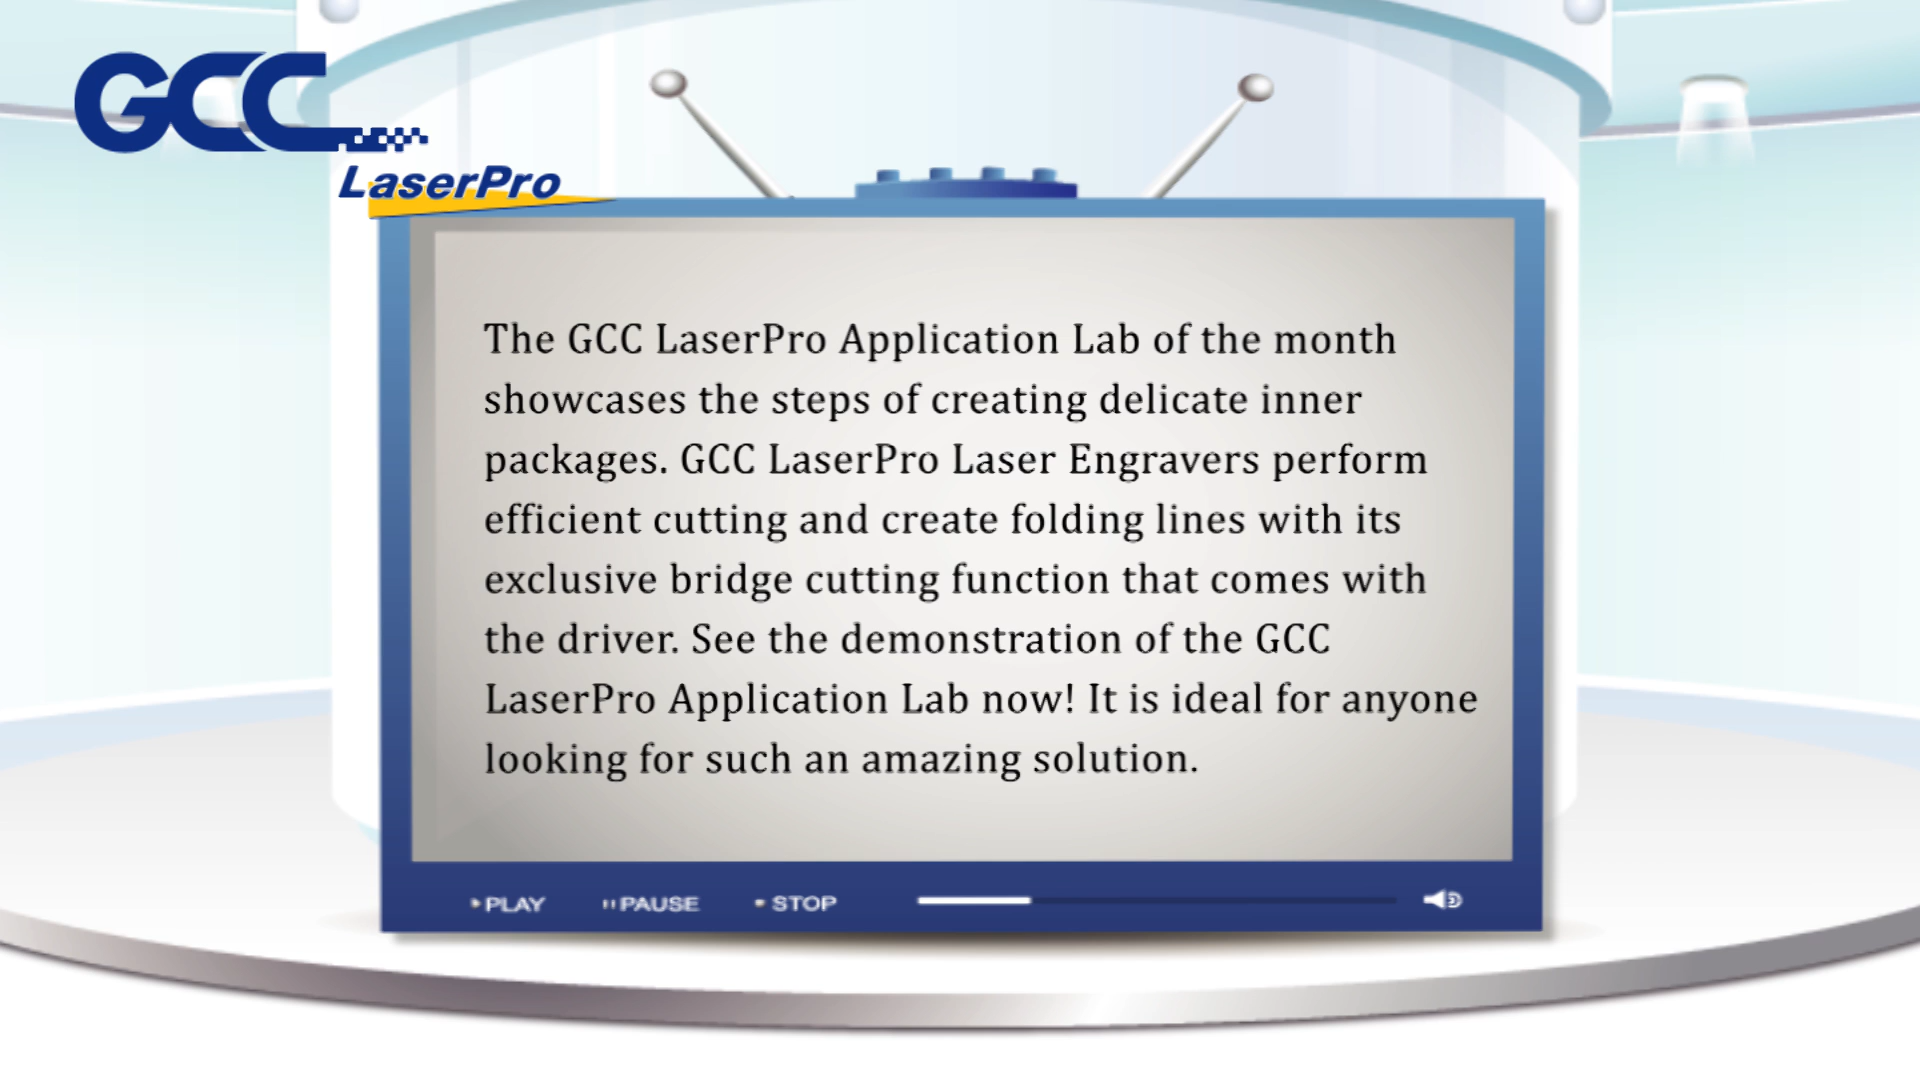 GCC
LaserPro
The GCC LaserPro Application Lab of the month
showcases the steps of creating delicate inner
packages. GCC LaserPro Laser Engravers perform
efficient cutting and create folding lines with its
exclusive bridge cutting function that comes with
the driver. See the demonstration of the GCC
LaserPro Application Lab now! It is ideal for anyone
looking for such an amazing solution.
PLAY PAUSE STOP